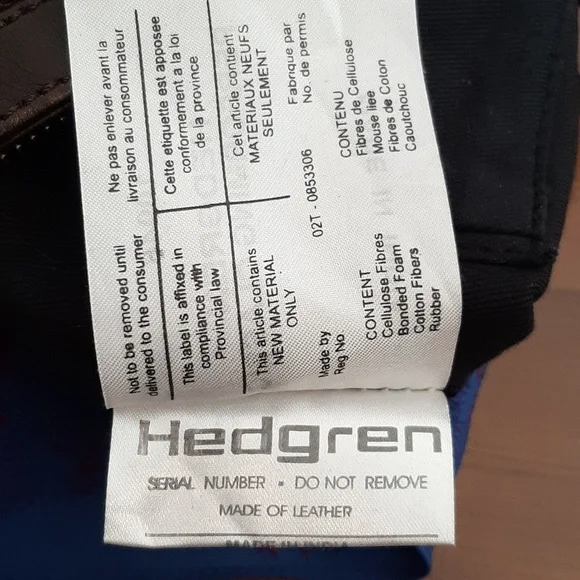 Not to be removed until
delivered to the consumer
Ne pas enlever avant la
livraison au consommateur
This label is affixed in
compliance with
Provincial law
Cette etiquette est apposee
conformement a la loi
de la province
This article contains
NEW MATERIAL
ONLY
Cet article contient
MATERIAUX NEUFS
SEULEMENT
Made by
Reg No
02T - 0853306
Fabrique par
No. de permis
CONTENT
Cellulose Fibres
Bonded Foam
Cotton Fibers
Rubber
CONTENU
Fibres de Cellulose
Mouse liee
Fibres de Coton
Caoutchouc
Hedgren
SERIAL NUMBER - DO NOT REMOVE
MADE OF LEATHER
MADE IN INDIA